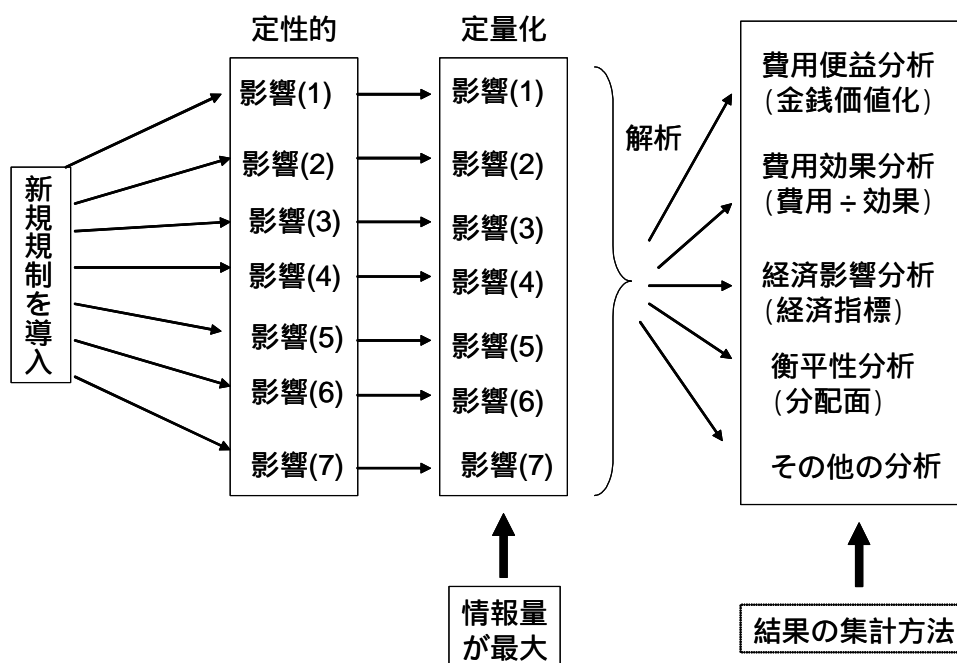 定性的
定量化
新規規制を導入
影響(1)
影響(2)
影響(3)
影響(4)
影響(5)
影響(6)
影響(7)
影響(1)
影響(2)
影響(3)
影響(4)
影響(5)
影響(6)
影響(7)
解析
費用便益分析
(金銭価値化)
費用効果分析
(費用÷効果)
経済影響分析
(経済指標)
衡平性分析
(分配面)
その他の分析
情報量
が最大
結果の集計方法